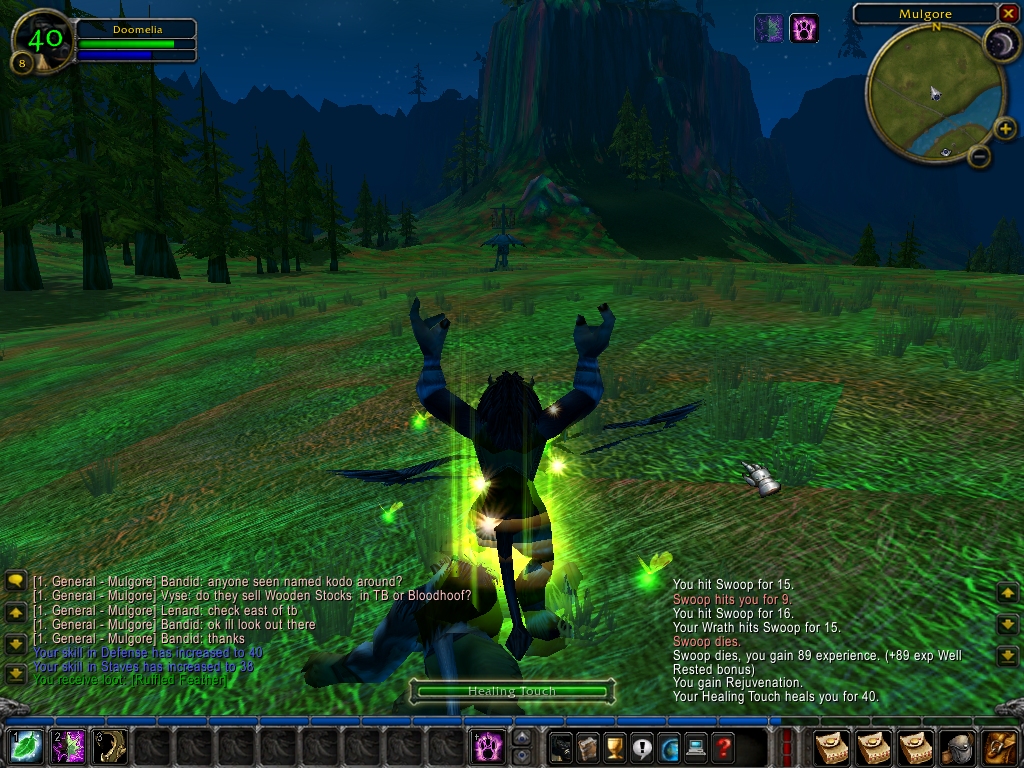 40
Doomelia
8
Mulgore
N
[1. General - Mulgore] Bandid: anyone seen named kodo around?
[1. General - Mulgore] Vyse: do they sell Wooden Stocks in TB or Bloodhoof?
[1. General - Mulgore] Lenard: check east of tb
[1. General - Mulgore] Bandid: ok ill look out there
[1. General - Mulgore] Bandid: thanks
Your skill in Defense has increased to 40
Your skill in Staves has increased to 38
You receive loot: [Ruffled Feather]
You hit Swoop for 15.
Swoop hits you for 9.
You hit Swoop for 16.
Your Wrath hits Swoop for 15.
Swoop dies.
Swoop dies, you gain 89 experience. (+89 exp Well
Rested bonus)
You gain Rejuvenation.
Your Healing Touch heals you for 40.
Healing Touch
1
2
3